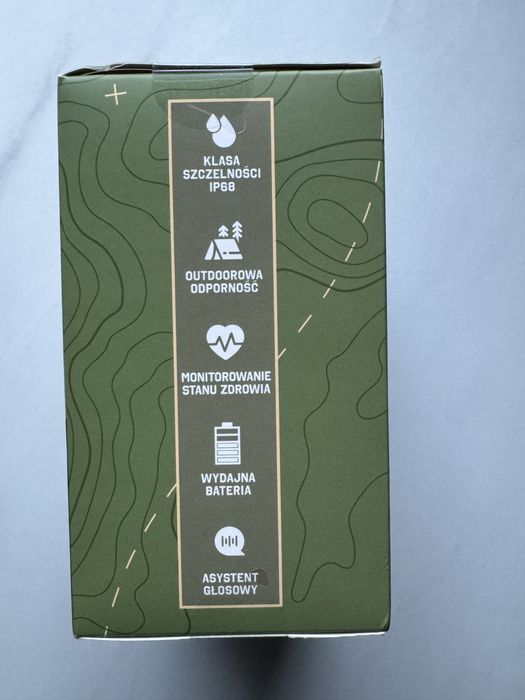 KLASA
SZCZELNOŚCI
IP68
OUTDOOROWA
ODPORNOŚĆ
MONITOROWANIE
STANU ZDROWIA
WYDAJNA
BATERIA
ASYSTENT
GŁOSOWY